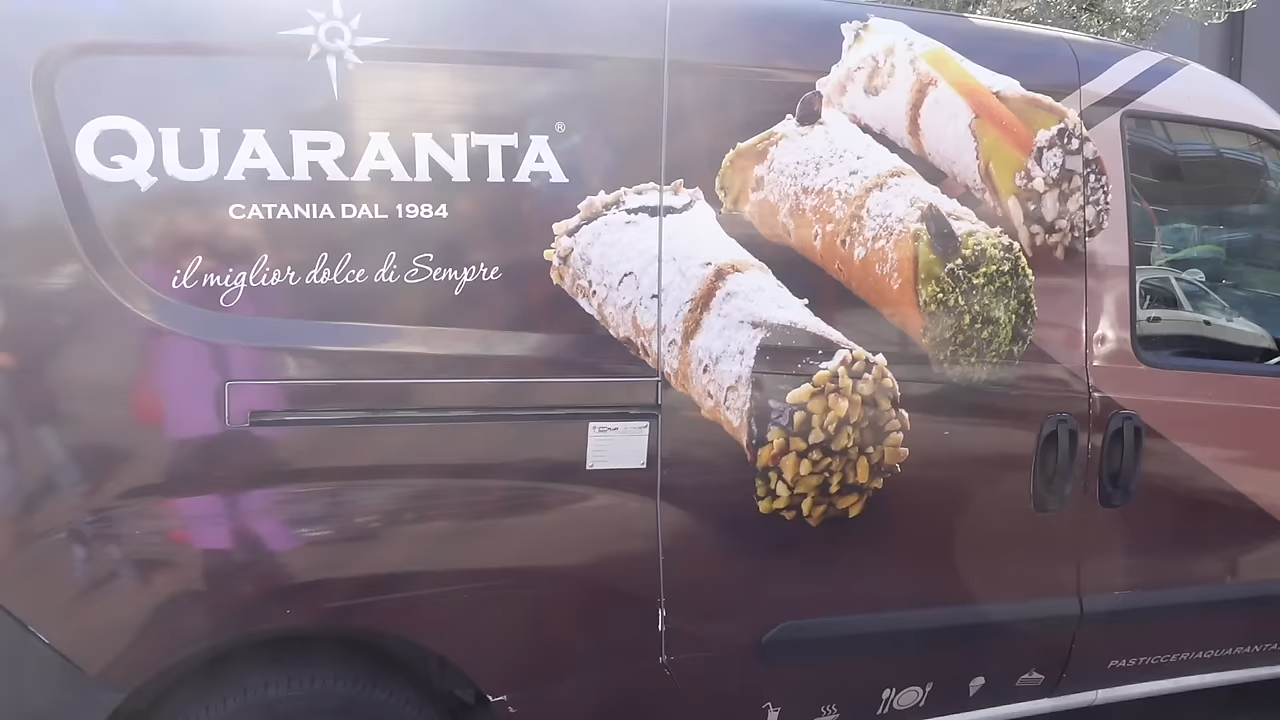 Q
QUARANTA®
CATANIA DAL 1984
il miglior dolce di Sempre
PASTICCERIAQUARANTA.